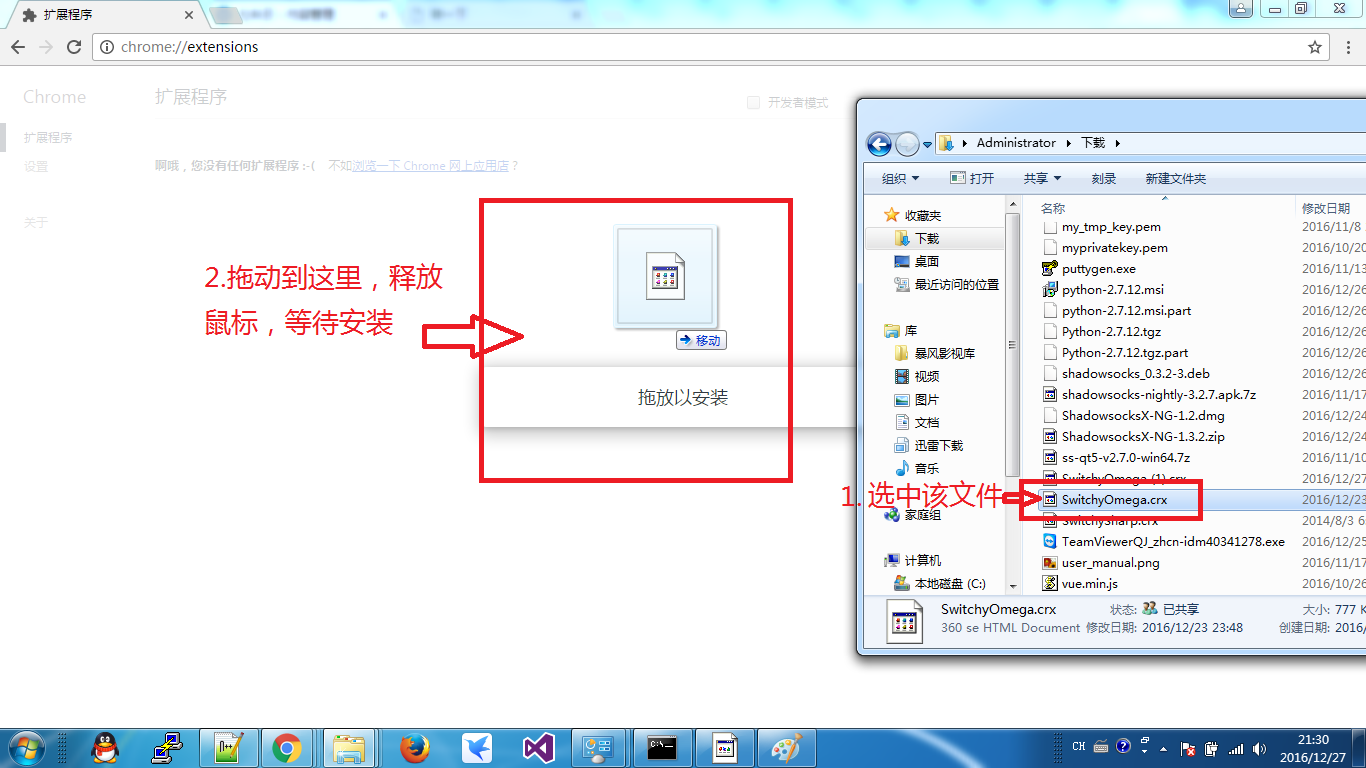 扩展程序
chrome://extensions
Chrome
扩展程序
开发者模式
扩展程序
设置
关于
啊哦，您没有任何扩展程序 :-( 不如浏览一下 Chrome 网上应用店？
2.拖动到这里，释放
鼠标，等待安装
移动
拖放以安装
1. 选中该文件
Administrator
下载
组织
打开
共享
刻录
新建文件夹
收藏夹
下载
桌面
最近访问的位置
库
暴风影视库
视频
图片
文档
迅雷下载
音乐
家庭组
计算机
本地磁盘 (C:)
名称 修改日期
my_tmp_key.pem 2016/11/8
myprivatekey.pem 2016/10/20
puttygen.exe 2016/11/13
python-2.7.12.msi 2016/12/26
python-2.7.12.msi.part 2016/12/26
Python-2.7.12.tgz 2016/12/26
Python-2.7.12.tgz.part 2016/12/26
shadowsocks_0.3.2-3.deb 2016/12/26
shadowsocks-nightly-3.2.7.apk.7z 2016/11/17
ShadowsocksX-NG-1.2.dmg 2016/12/24
ShadowsocksX-NG-1.3.2.zip 2016/12/24
ss-qt5-v2.7.0-win64.7z 2016/11/10
SwitchyOmega (1).crx 2016/12/27
SwitchyOmega.crx 2016/12/23
SwitchySharp.crx 2014/8/3 6
TeamViewerQJ_zhcn-idm40341278.exe 2016/12/25
user_manual.png 2016/11/17
vue.min.js 2016/10/26
SwitchyOmega.crx 状态: 已共享 大小: 777 K
360 se HTML Document 修改日期: 2016/12/23 23:48 创建日期: 2016/
CH
21:30
2016/12/27